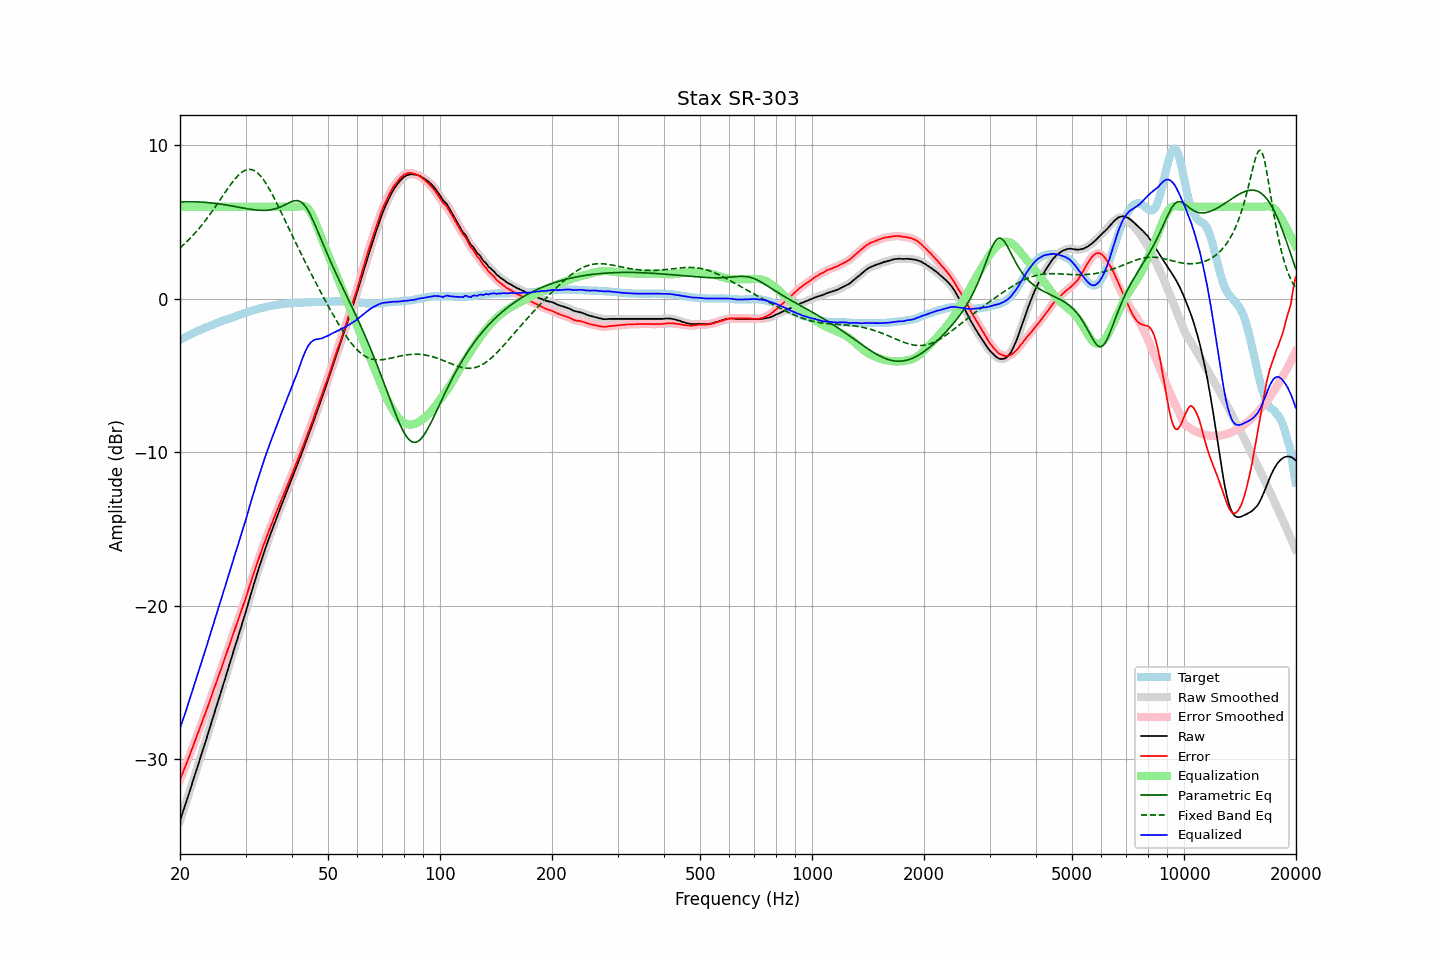 Stax SR-303
10
0
−10
−20
−30
Amplitude (dBr)
20
50
100
200
500
1000
2000
5000
10000
20000
Frequency (Hz)
Target
Raw Smoothed
Error Smoothed
Raw
Error
Equalization
Parametric Eq
Fixed Band Eq
Equalized